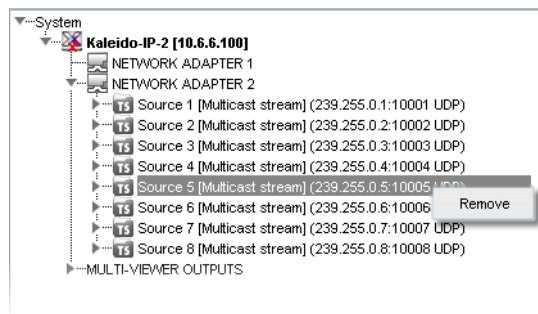 System
Kaleido-IP-2 [10.6.6.100]
NETWORK ADAPTER 1
NETWORK ADAPTER 2
TS Source 1 [Multicast stream] (239.255.0.1:10001 UDP)
TS Source 2 [Multicast stream] (239.255.0.2:10002 UDP)
TS Source 3 [Multicast stream] (239.255.0.3:10003 UDP)
TS Source 4 [Multicast stream] (239.255.0.4:10004 UDP)
TS Source 5 [Multicast stream] (239.255.0.5:10005 UDP)
Remove
TS Source 6 [Multicast stream] (239.255.0.6:10006
TS Source 7 [Multicast stream] (239.255.0.7:10007 UDP)
TS Source 8 [Multicast stream] (239.255.0.8:10008 UDP)
MULTI-VIEWER OUTPUTS